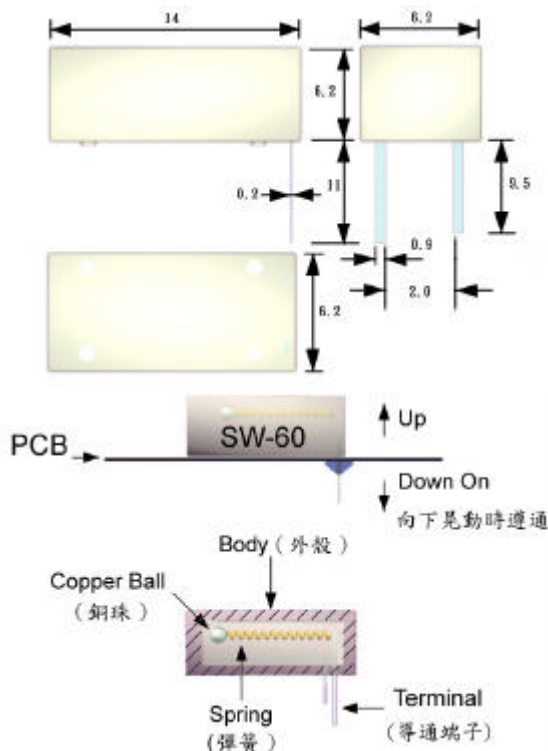 14
6.2
6.2
0.2
11
9.5
0.9
2.0
6.2
SW-60
Up
PCB
Down On
向下晃動時導通
Body（外殼）
Copper Ball
（銅珠）
Spring
(彈簧)
Terminal
(導通端子)